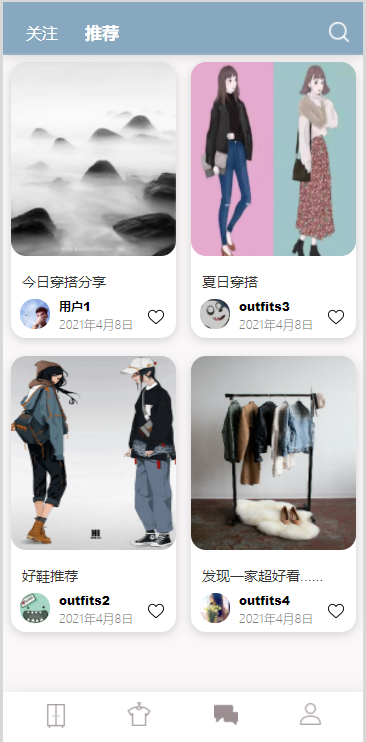 关注 推荐
今日穿搭分享
用户1
2021年4月8日
夏日穿搭
outfits3
2021年4月8日
HI
好鞋推荐
outfits2
2021年4月8日
发现一家超好看......
outfits4
2021年4月8日